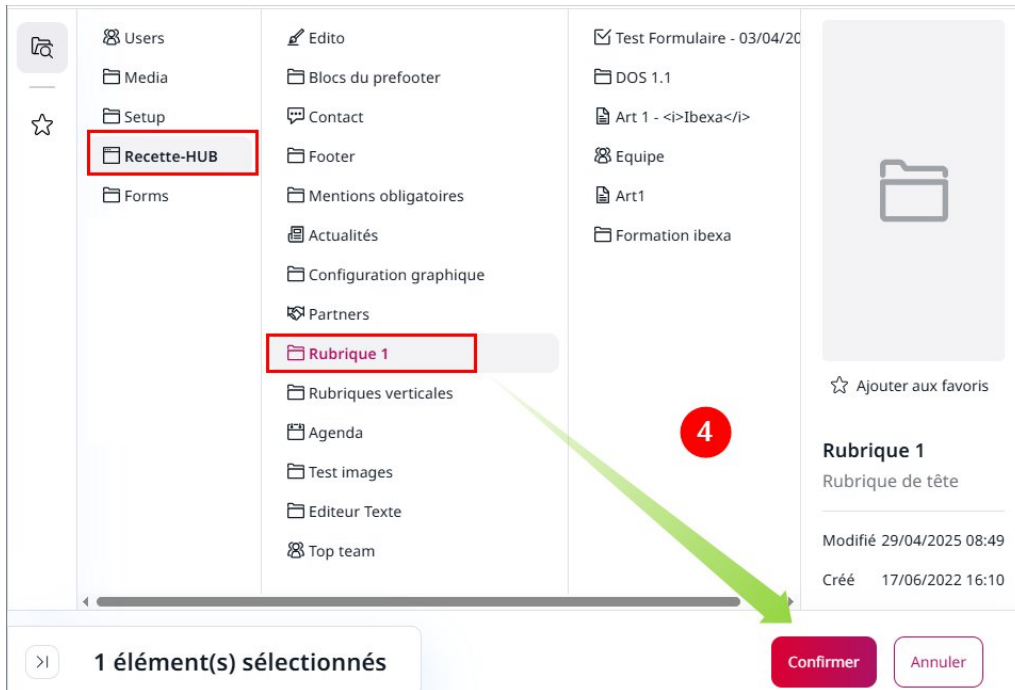 Users
Media
Setup
Recette-HUB
Forms
Edito
Blocs du prefooter
Contact
Footer
Mentions obligatoires
Actualités
Configuration graphique
Partners
Rubrique 1
Rubriques verticales
Agenda
Test images
Editeur Texte
Top team
Test Formulaire - 03/04/20
DOS 1.1
Art 1 - <i>Ibexa</i>
Equipe
Art1
Formation ibexa
4
Ajouter aux favoris
Rubrique 1
Rubrique de tête
Modifié 29/04/2025 08:49
Créé 17/06/2022 16:10
1 élément(s) sélectionnés
Confirmer
Annuler